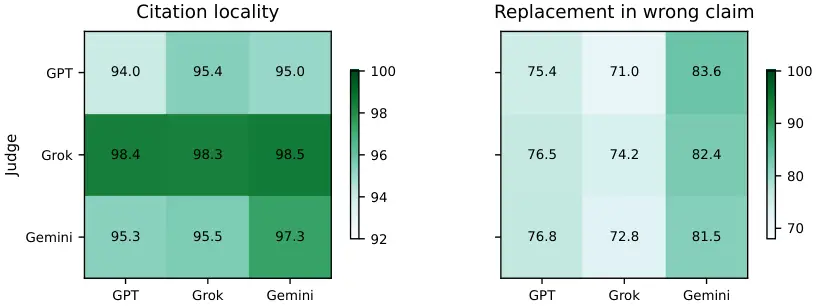 Citation locality
Replacement in wrong claim
Judge
GPT
94.0 95.4 95.0
Grok
98.4 98.3 98.5
Gemini
95.3 95.5 97.3
GPT Grok Gemini
100
98
96
94
92
75.4 71.0 83.6
76.5 74.2 82.4
76.8 72.8 81.5
GPT Grok Gemini
100
90
80
70